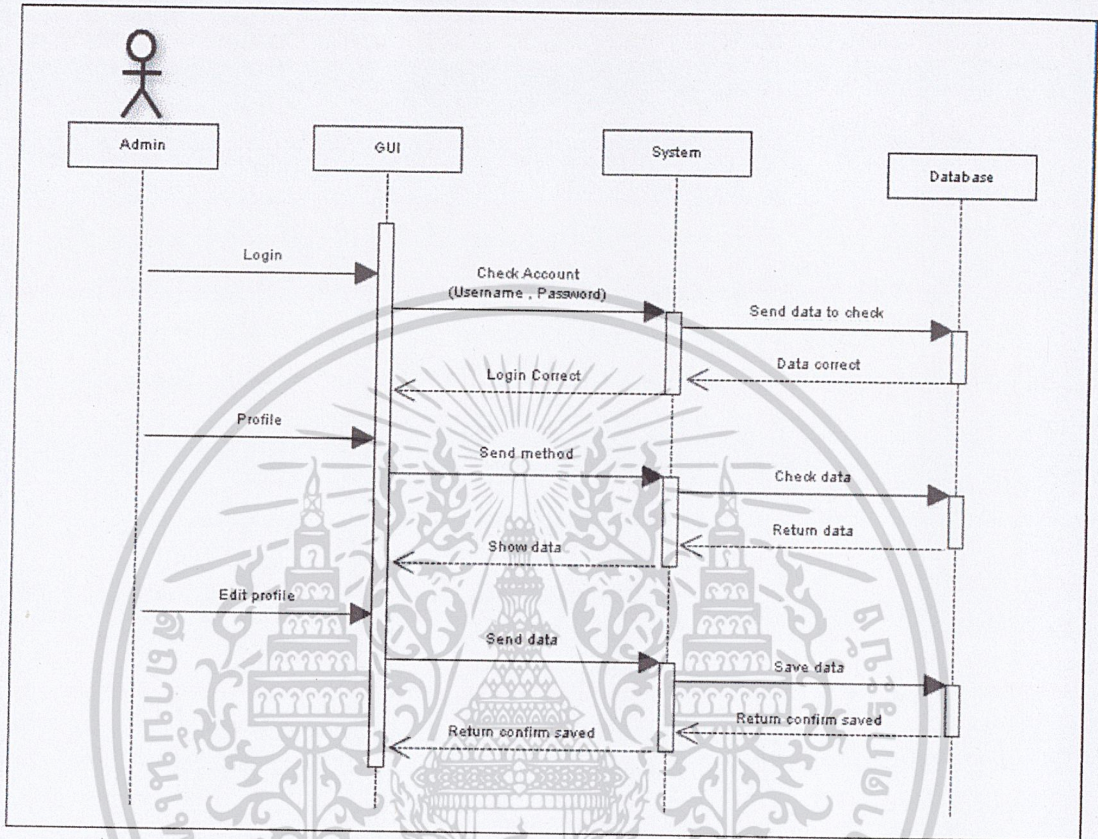 Admin
GUI
System
Database
Login
Check Account
(Username , Password)
Send data to check
Data correct
Login Correct
Profile
Send method
Check data
Return data
Show data
Edit profile
Send data
Save data
Return confirm saved
Return confirm saved